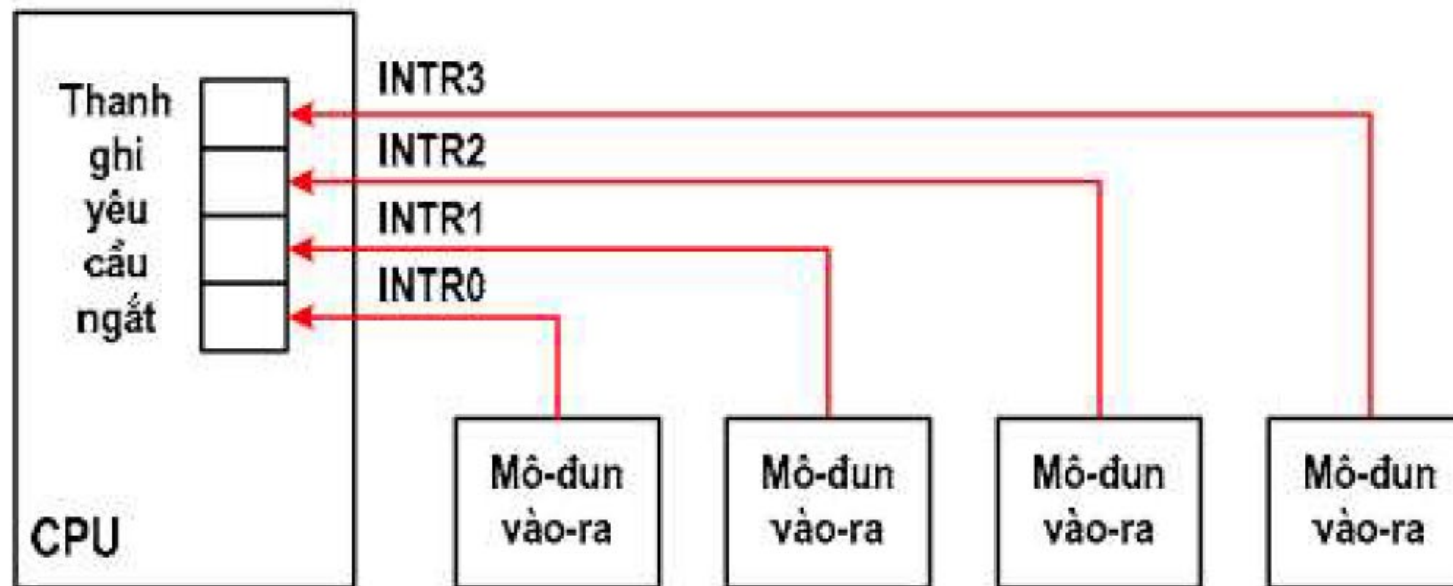 Thanh
ghi
yêu
cầu
ngắt
INTR3
INTR2
INTR1
INTR0
CPU
Mô-đun
vào-ra
Mô-đun
vào-ra
Mô-đun
vào-ra
Mô-đun
vào-ra